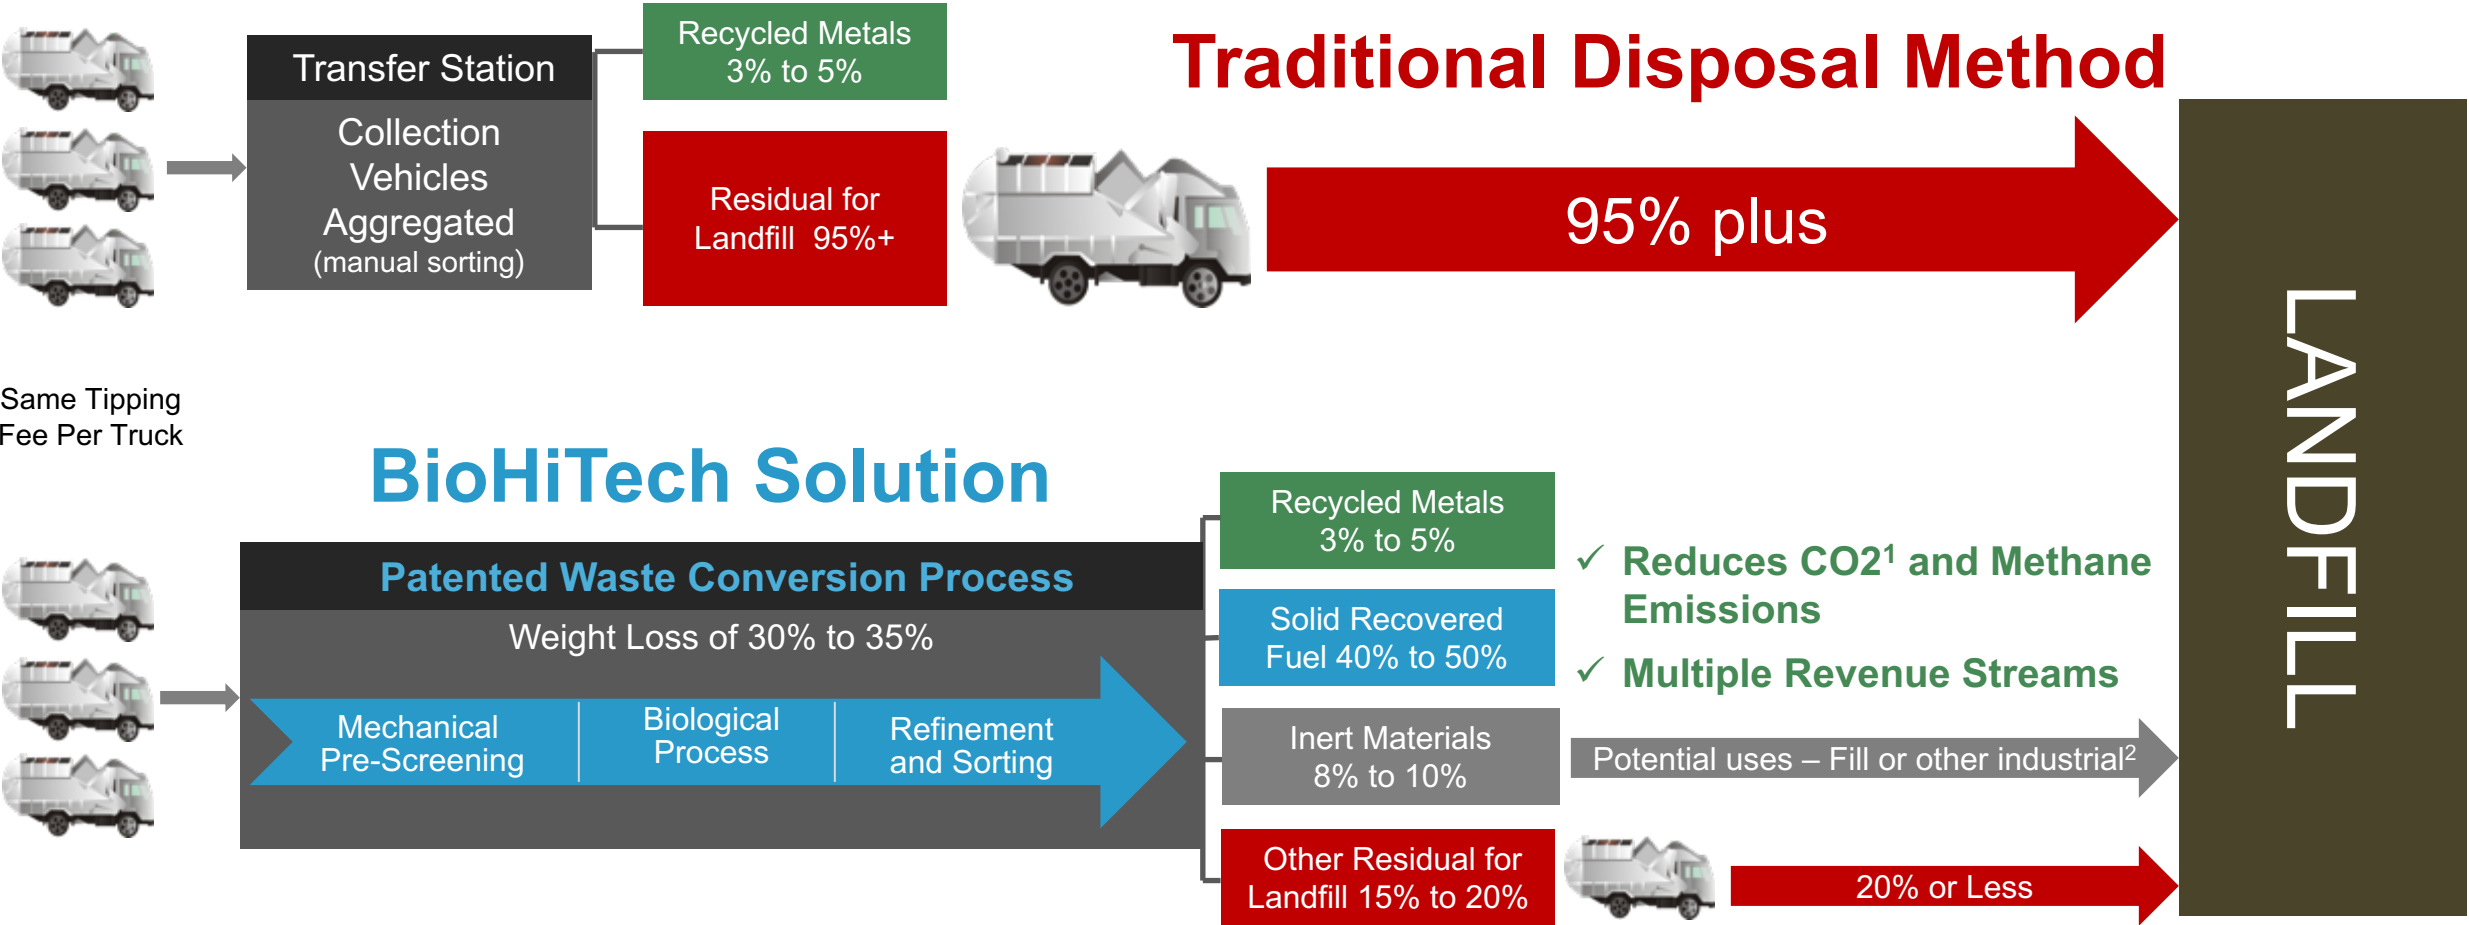 Transfer Station
Collection
Vehicles
Aggregated
(manual sorting)
Recycled Metals
3% to 5%
Residual for
Landfill  95%+
Traditional Disposal Method
95% plus
LANDFILL
Same Tipping
Fee Per Truck
BioHiTech Solution
Patented Waste Conversion Process
Weight Loss of 30% to 35%
Mechanical
Pre-Screening
Biological
Process
Refinement
and Sorting
Recycled Metals
3% to 5%
Solid Recovered
Fuel 40% to 50%
Inert Materials
8% to 10%
Other Residual for
Landfill 15% to 20%
✓ Reduces CO2¹ and Methane
Emissions
✓ Multiple Revenue Streams
Potential uses – Fill or other industrial²
20% or Less